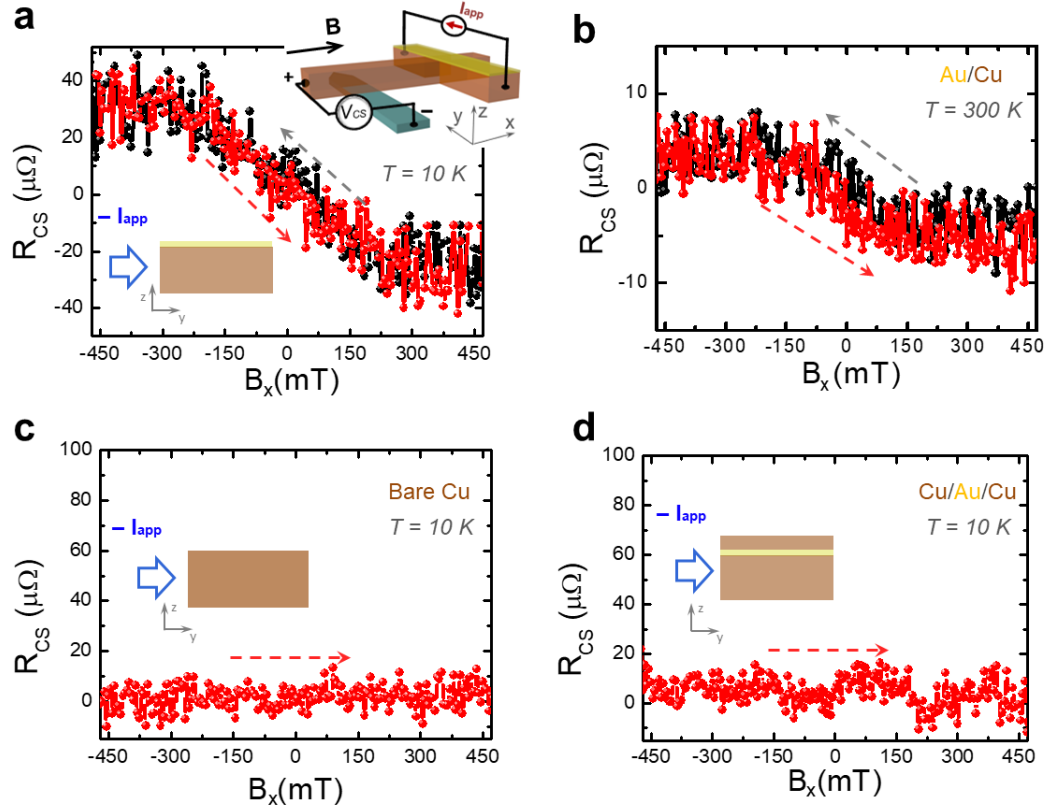 a
B
I_app
+
V_CS
−
z
y
x
T = 10 K
− I_app
z
y
R_CS (μΩ)
40
20
0
-20
-40
-450 -300 -150 0 150 300 450
B_x(mT)
b
Au/Cu
T = 300 K
R_CS (μΩ)
10
0
-10
-450 -300 -150 0 150 300 450
B_x(mT)
c
Bare Cu
T = 10 K
− I_app
z
y
R_CS (μΩ)
100
80
60
40
20
0
-450 -300 -150 0 150 300 450
B_x(mT)
d
Cu/Au/Cu
T = 10 K
− I_app
z
y
R_CS (μΩ)
100
80
60
40
20
0
-450 -300 -150 0 150 300 450
B_x(mT)